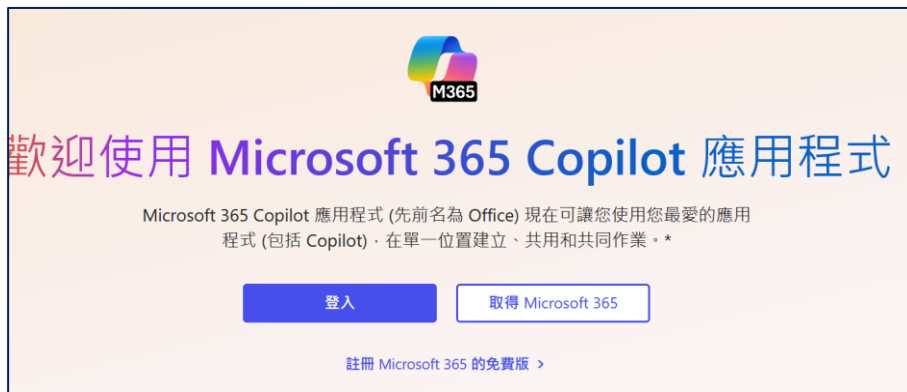 M365
歡迎使用 Microsoft 365 Copilot 應用程式
Microsoft 365 Copilot 應用程式 (先前名為 Office) 現在可讓您使用您最愛的應用
程式 (包括 Copilot)，在單一位置建立、共用和共同作業。*
登入
取得 Microsoft 365
註冊 Microsoft 365 的免費版 >